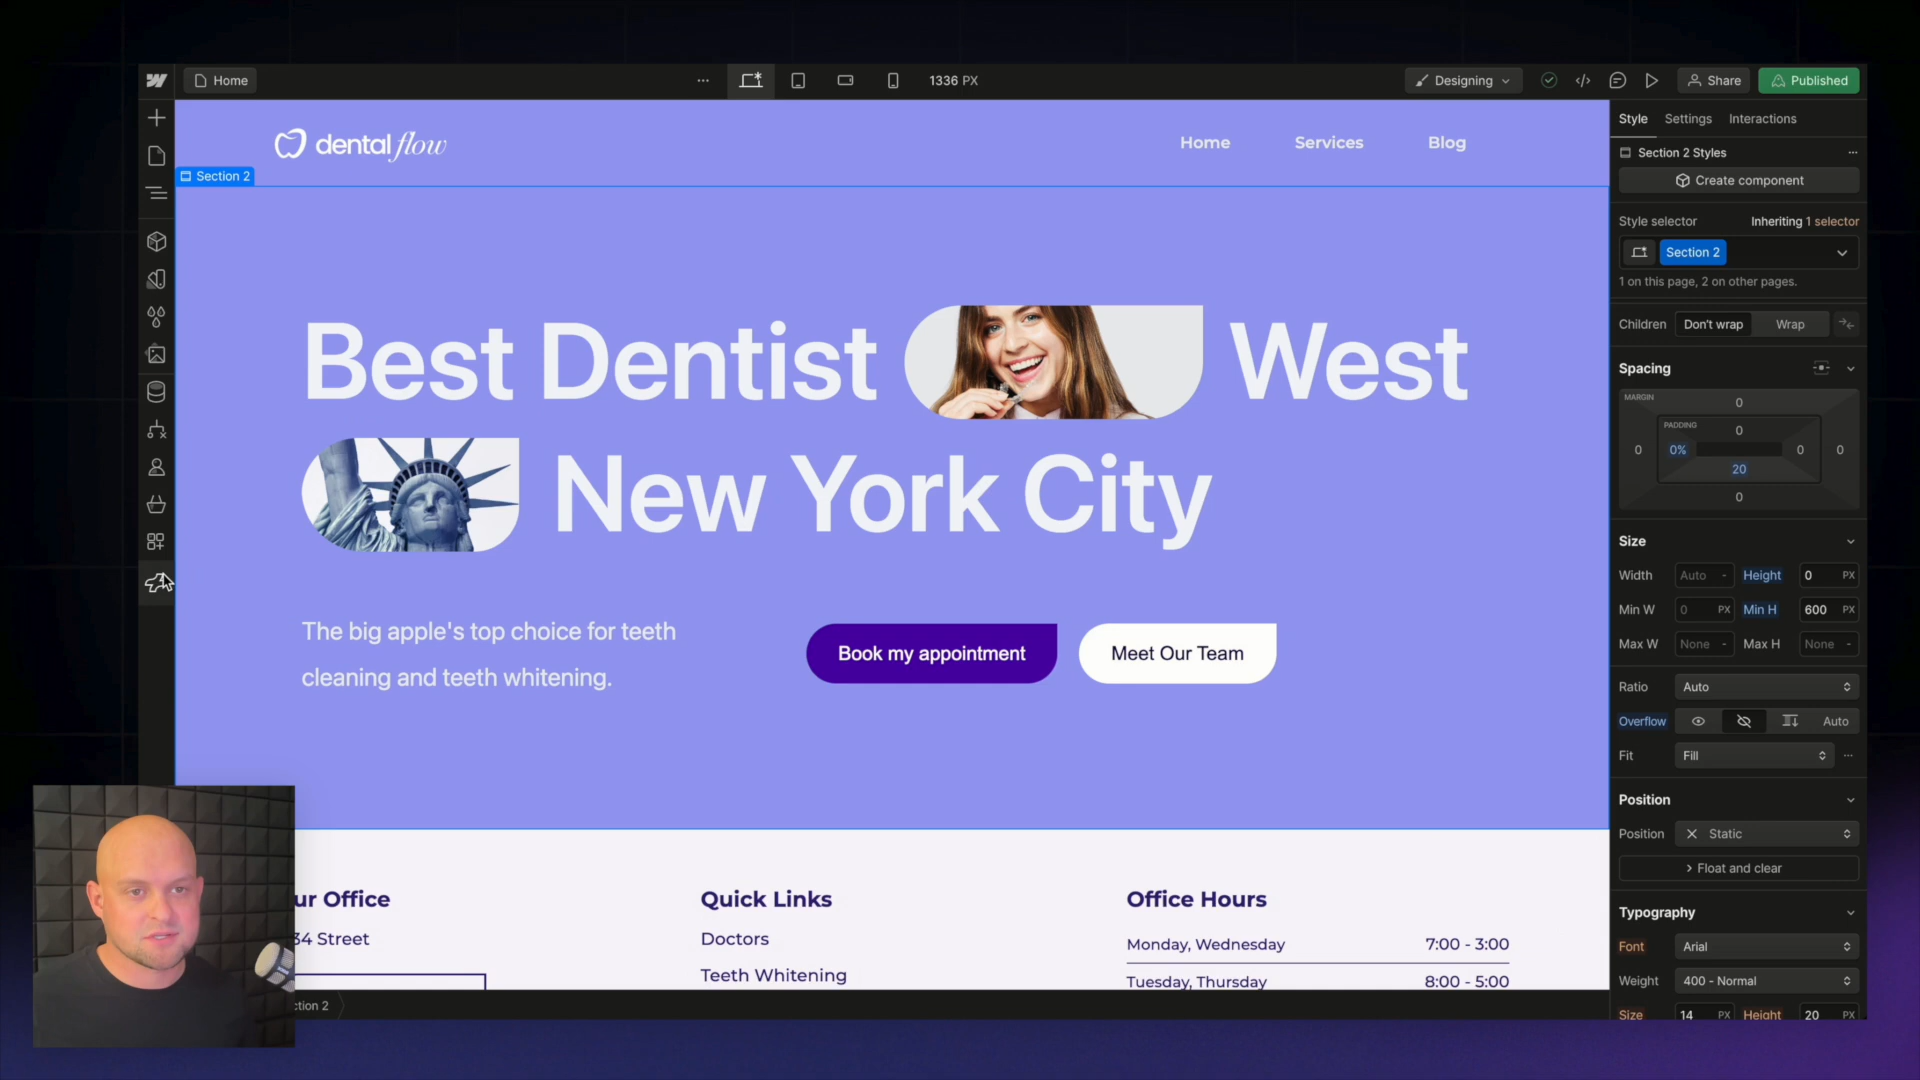 Home
1336 PX
Designing
Share
Published
dental flow
Home
Services
Blog
Section 2
Best Dentist West
New York City
The big apple's top choice for teeth
cleaning and teeth whitening.
Book my appointment
Meet Our Team
ur Office
34 Street
Quick Links
Doctors
Teeth Whitening
Office Hours
Monday, Wednesday 7:00 - 3:00
Tuesday, Thursday 8:00 - 5:00
ction 2
Style Settings Interactions
Section 2 Styles
Create component
Style selector Inheriting 1 selector
Section 2
1 on this page, 2 on other pages.
Children Don't wrap Wrap
Spacing
MARGIN
0
PADDING
0
0 0% 0 0
20
0
Size
Width Auto - Height 0 PX
Min W 0 PX Min H 600 PX
Max W None - Max H None -
Ratio Auto
Overflow Auto
Fit Fill
Position
Position Static
Float and clear
Typography
Font Arial
Weight 400 - Normal
Size 14 PX Height 20 PX